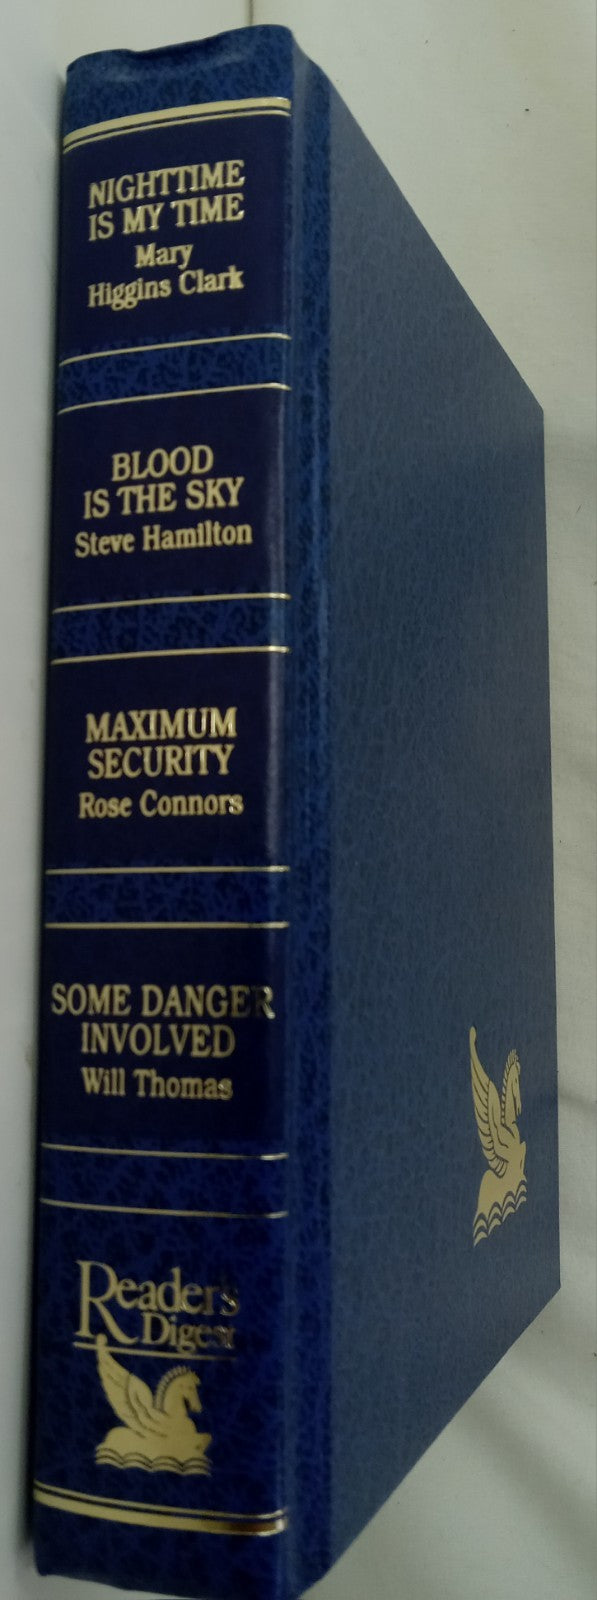 NIGHTTIME
IS MY TIME
Mary
Higgins Clark
BLOOD
IS THE SKY
Steve Hamilton
MAXIMUM
SECURITY
Rose Connors
SOME DANGER
INVOLVED
Will Thomas
Reader's
Digest